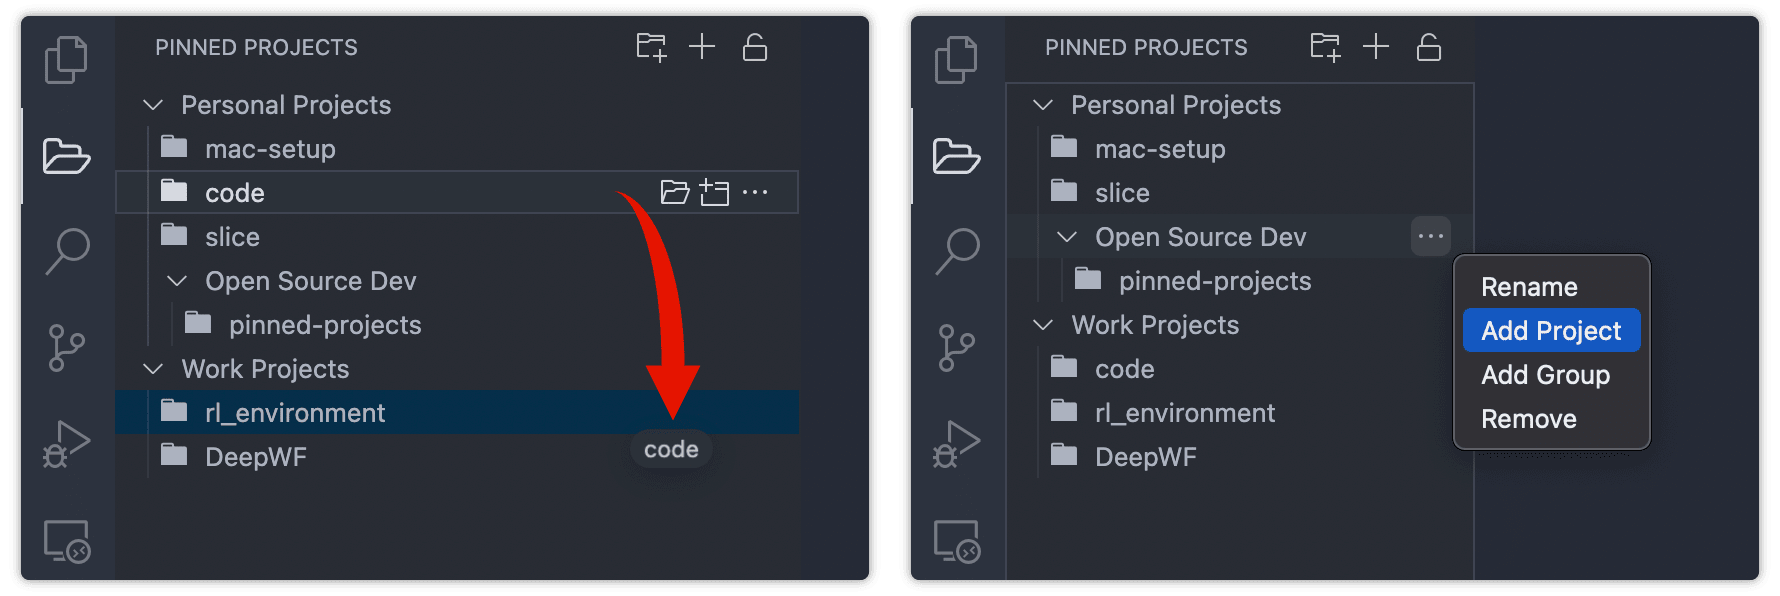 PINNED PROJECTS
Personal Projects
mac-setup
code
slice
Open Source Dev
pinned-projects
Work Projects
rl_environment
code
DeepWF
PINNED PROJECTS
Personal Projects
mac-setup
slice
Open Source Dev
pinned-projects
Work Projects
code
rl_environment
DeepWF
Rename
Add Project
Add Group
Remove